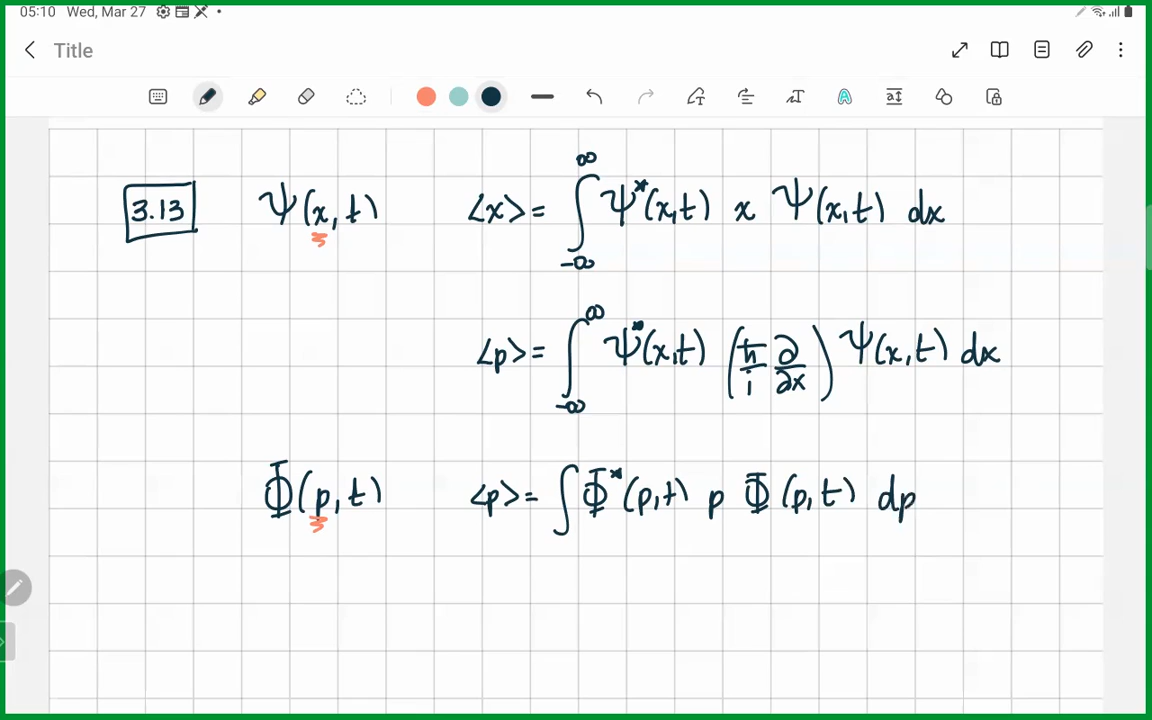 05:10 Wed, Mar 27
Title
3.13 Ψ(x, t) <x> = ∫_{-∞}^{∞} Ψ*(x,t) x Ψ(x,t) dx
<p> = ∫_{-∞}^{∞} Ψ*(x,t) (ħ/i ∂/∂x) Ψ(x,t) dx
Φ(p,t) <p> = ∫ Φ*(p,t) p Φ(p,t) dp